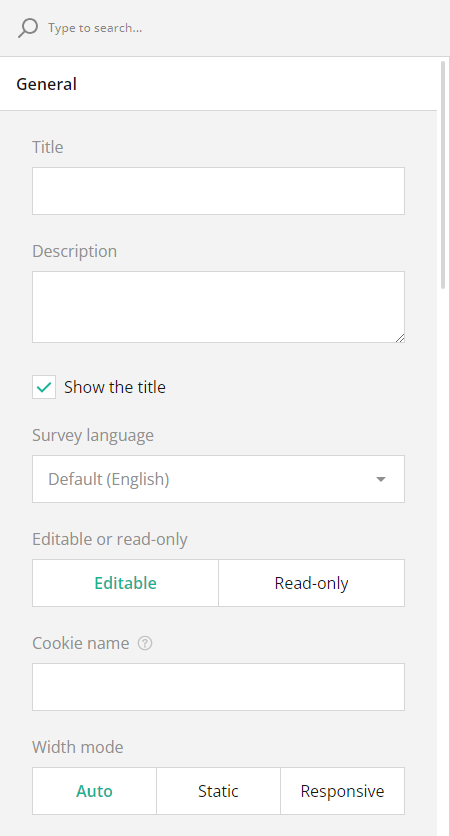 Type to search...
General
Title
Description
Show the title
Survey language
Default (English)
Editable or read-only
Editable Read-only
Cookie name ?
Width mode
Auto Static Responsive